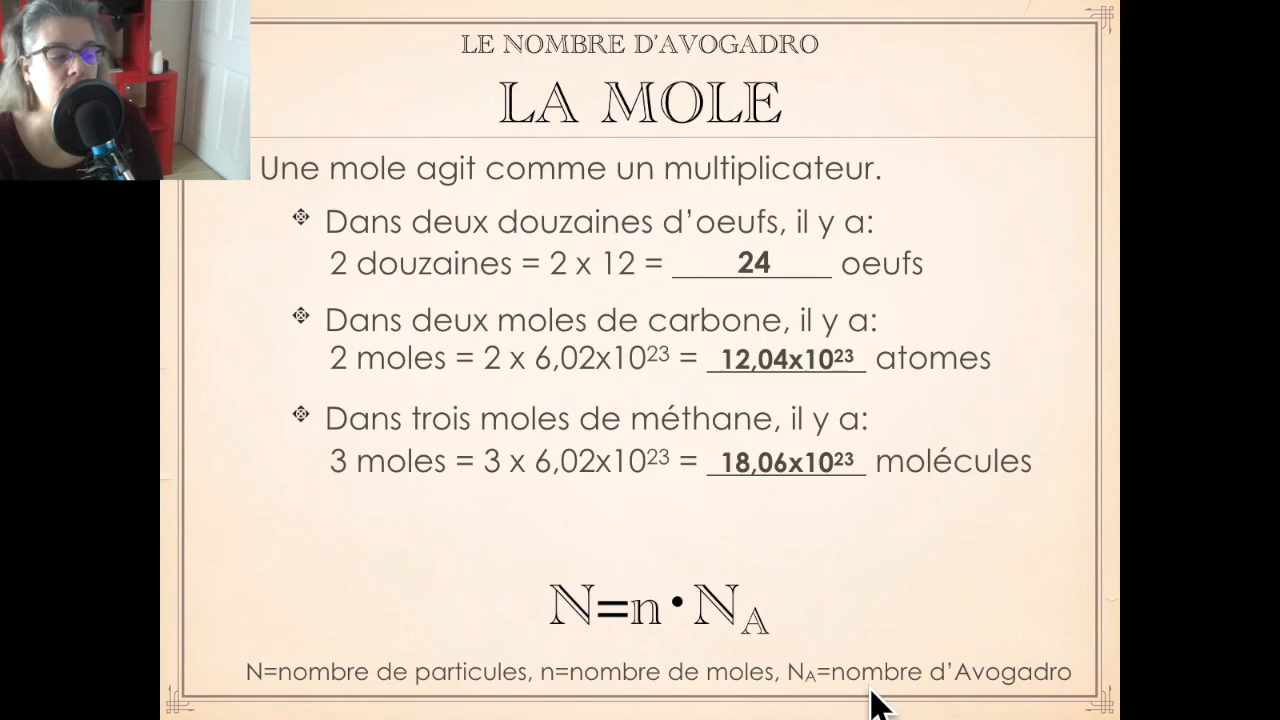 LE NOMBRE D'AVOGADRO
LA MOLE
Une mole agit comme un multiplicateur.
Dans deux douzaines d'oeufs, il y a:
2 douzaines = 2 x 12 = 24 oeufs
Dans deux moles de carbone, il y a:
2 moles = 2 x 6,02x10²³ = 12,04x10²³ atomes
Dans trois moles de méthane, il y a:
3 moles = 3 x 6,02x10²³ = 18,06x10²³ molécules
N=n·Nₐ
N=nombre de particules, n=nombre de moles, Nₐ=nombre d'Avogadro